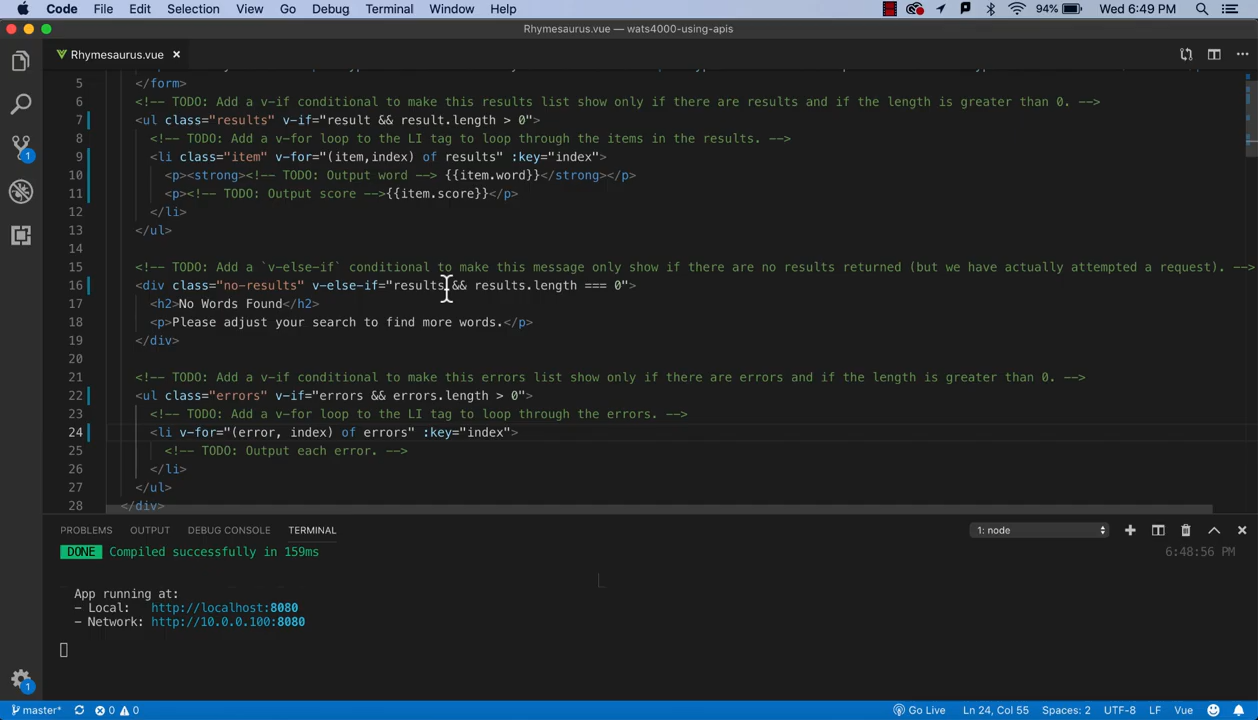 Code File Edit Selection View Go Debug Terminal Window Help 94% Wed 6:49 PM
Rhymesaurus.vue — wats4000-using-apis
Rhymesaurus.vue ×
5 </form>
6 <!-- TODO: Add a v-if conditional to make this results list show only if there are results and if the length is greater than 0. -->
7 <ul class="results" v-if="result && result.length > 0">
8 <!-- TODO: Add a v-for loop to the LI tag to loop through the items in the results. -->
9 <li class="item" v-for="(item,index) of results" :key="index">
10 <p><strong><!-- TODO: Output word --> {{item.word}}</strong></p>
11 <p><!-- TODO: Output score -->{{item.score}}</p>
12 </li>
13 </ul>
14
15 <!-- TODO: Add a `v-else-if` conditional to make this message only show if there are no results returned (but we have actually attempted a request). -->
16 <div class="no-results" v-else-if="results && results.length === 0">
17 <h2>No Words Found</h2>
18 <p>Please adjust your search to find more words.</p>
19 </div>
20
21 <!-- TODO: Add a v-if conditional to make this errors list show only if there are errors and if the length is greater than 0. -->
22 <ul class="errors" v-if="errors && errors.length > 0">
23 <!-- TODO: Add a v-for loop to the LI tag to loop through the errors. -->
24 <li v-for="(error, index) of errors" :key="index">
25 <!-- TODO: Output each error. -->
26 </li>
27 </ul>
28 </div>
PROBLEMS OUTPUT DEBUG CONSOLE TERMINAL 1: node
DONE Compiled successfully in 159ms 6:48:56 PM
App running at:
- Local: http://localhost:8080
- Network: http://10.0.0.100:8080
1
1
master* 0 0 Go Live Ln 24, Col 55 Spaces: 2 UTF-8 LF Vue